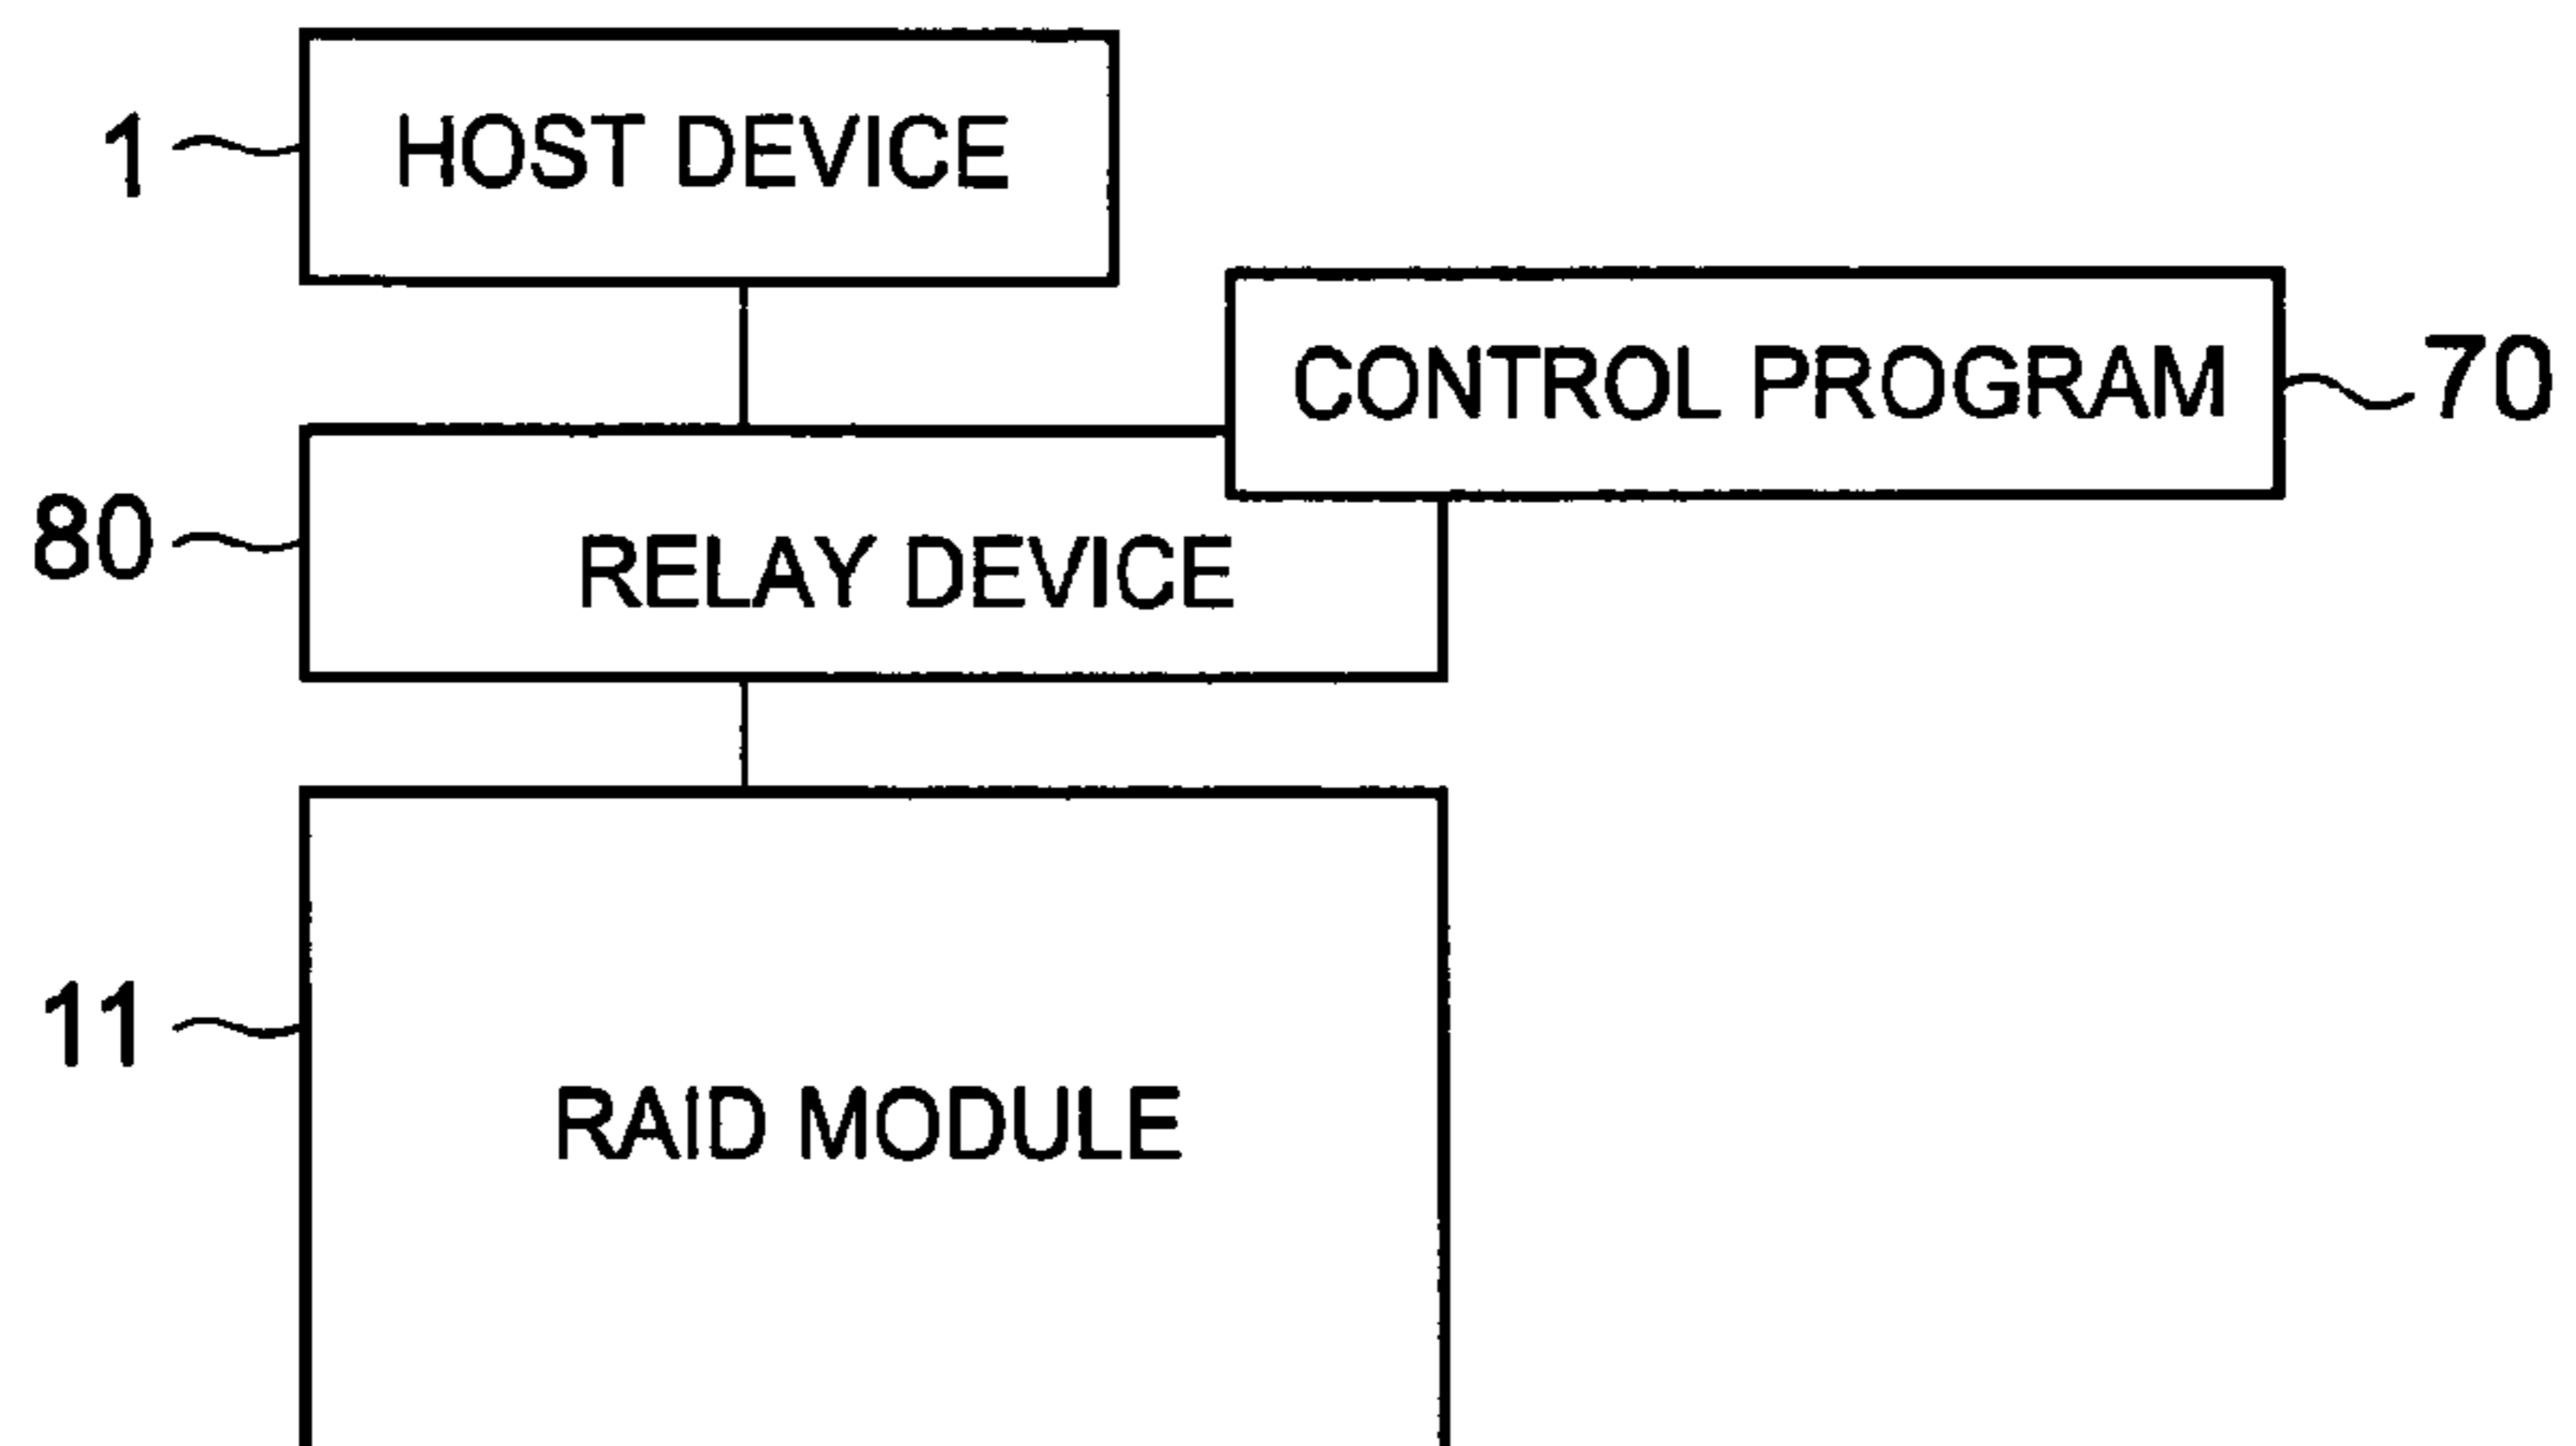 1 HOST DEVICE
CONTROL PROGRAM 70
80 RELAY DEVICE
11
RAID MODULE